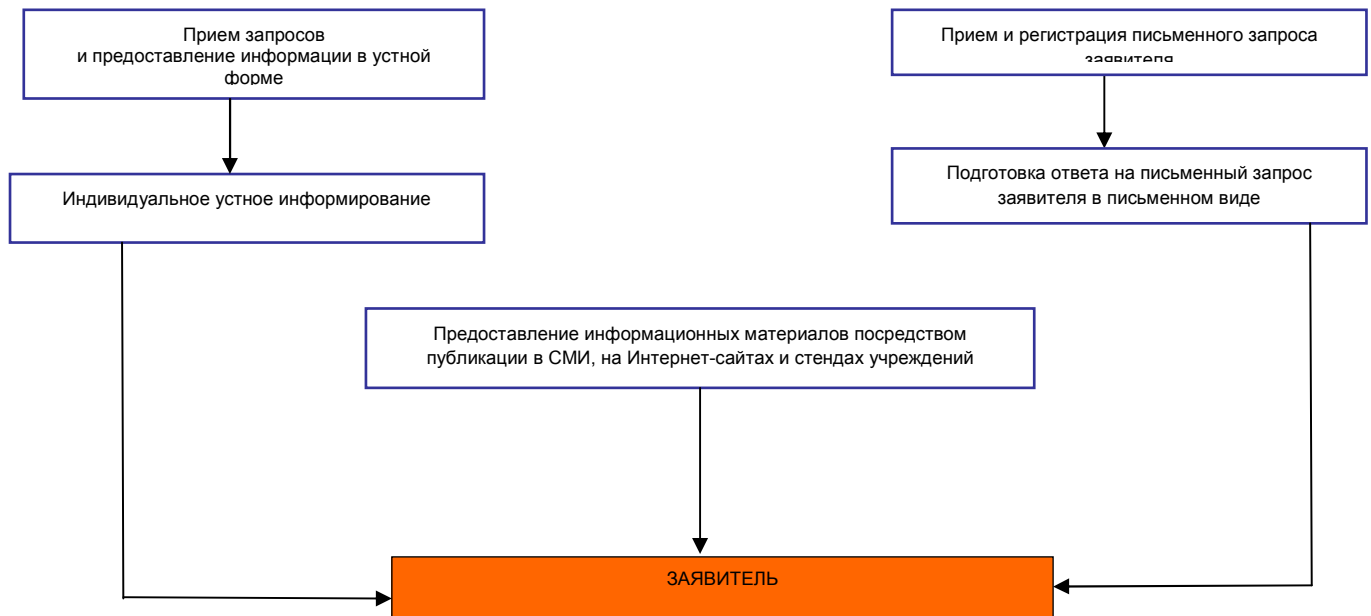 Прием запросов
и предоставление информации в устной
форме
Прием и регистрация письменного запроса
заявителя
Индивидуальное устное информирование
Подготовка ответа на письменный запрос
заявителя в письменном виде
Предоставление информационных материалов посредством
публикации в СМИ, на Интернет-сайтах и стендах учреждений
ЗАЯВИТЕЛЬ